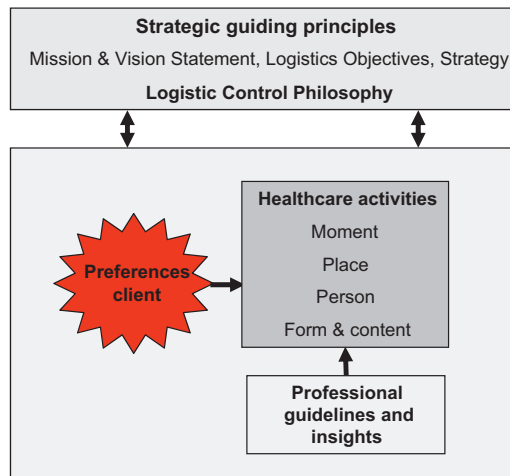 Strategic guiding principles
Mission & Vision Statement, Logistics Objectives, Strategy
Logistic Control Philosophy
Healthcare activities
Moment
Place
Person
Form & content
Preferences
client
Professional
guidelines and
insights